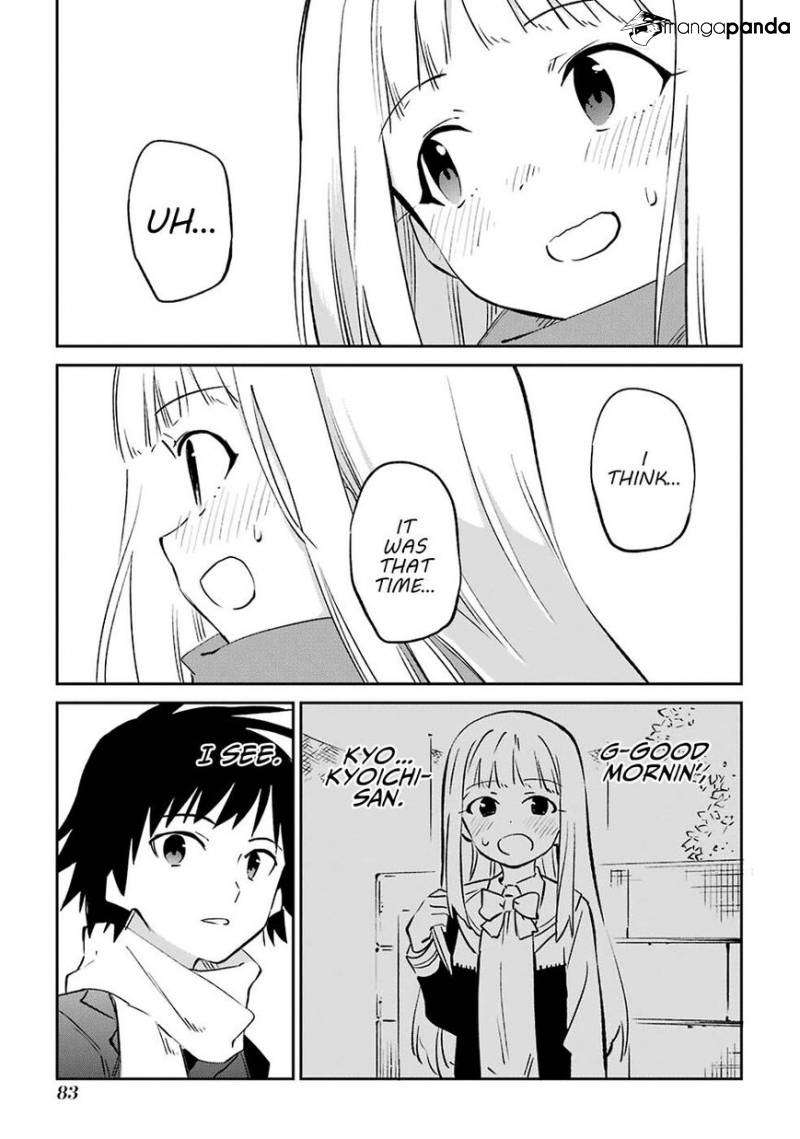 mangapanda
UH...
I
THINK...
IT
WAS
THAT
TIME...
G-GOOD
MORNIN'.
KYO...
KYOICHI-
SAN.
I SEE.
83